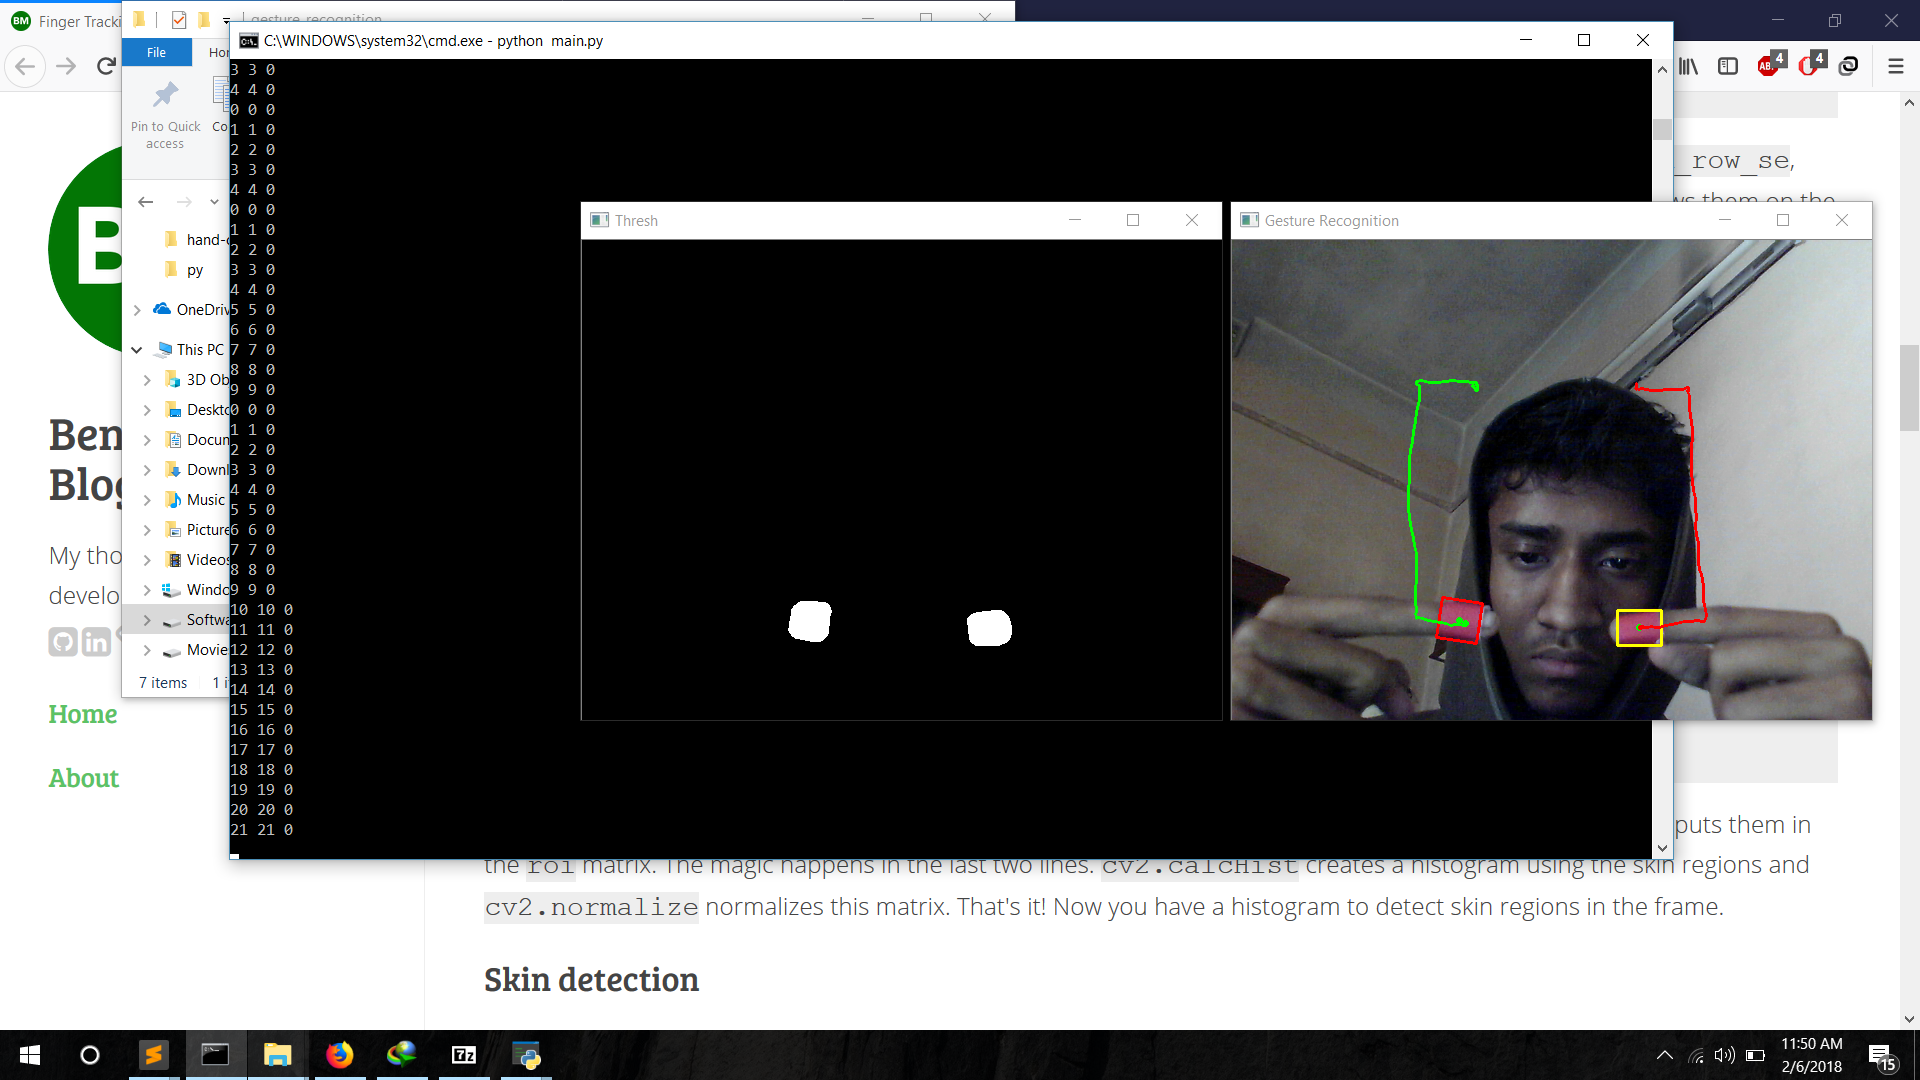 Finger Tracki
gesture_recognition
C:\WINDOWS\system32\cmd.exe - python  main.py
File
Ho
Pin to Quick
access
Co
hand-
py
OneDriv
This PC
3D Ob
Deskto
Docum
Downl
Music
Picture
Videos
Windo
Softwa
Movie
7 items
1 i
3 3 0
4 4 0
0 0 0
1 1 0
2 2 0
3 3 0
4 4 0
0 0 0
1 1 0
2 2 0
3 3 0
4 4 0
5 5 0
6 6 0
7 7 0
8 8 0
9 9 0
0 0 0
1 1 0
2 2 0
3 3 0
4 4 0
5 5 0
6 6 0
7 7 0
8 8 0
9 9 0
10 10 0
11 11 0
12 12 0
13 13 0
14 14 0
15 15 0
16 16 0
17 17 0
18 18 0
19 19 0
20 20 0
21 21 0
Thresh
Gesture Recognition
BM
B
Ben
Blog
My tho
develo
Home
About
4
4
_row_se,
ws them on the
puts them in
the roi matrix. The magic happens in the last two lines. cv2.calcHist creates a histogram using the skin regions and
cv2.normalize normalizes this matrix. That's it! Now you have a histogram to detect skin regions in the frame.
Skin detection
7z
11:50 AM
2/6/2018
15